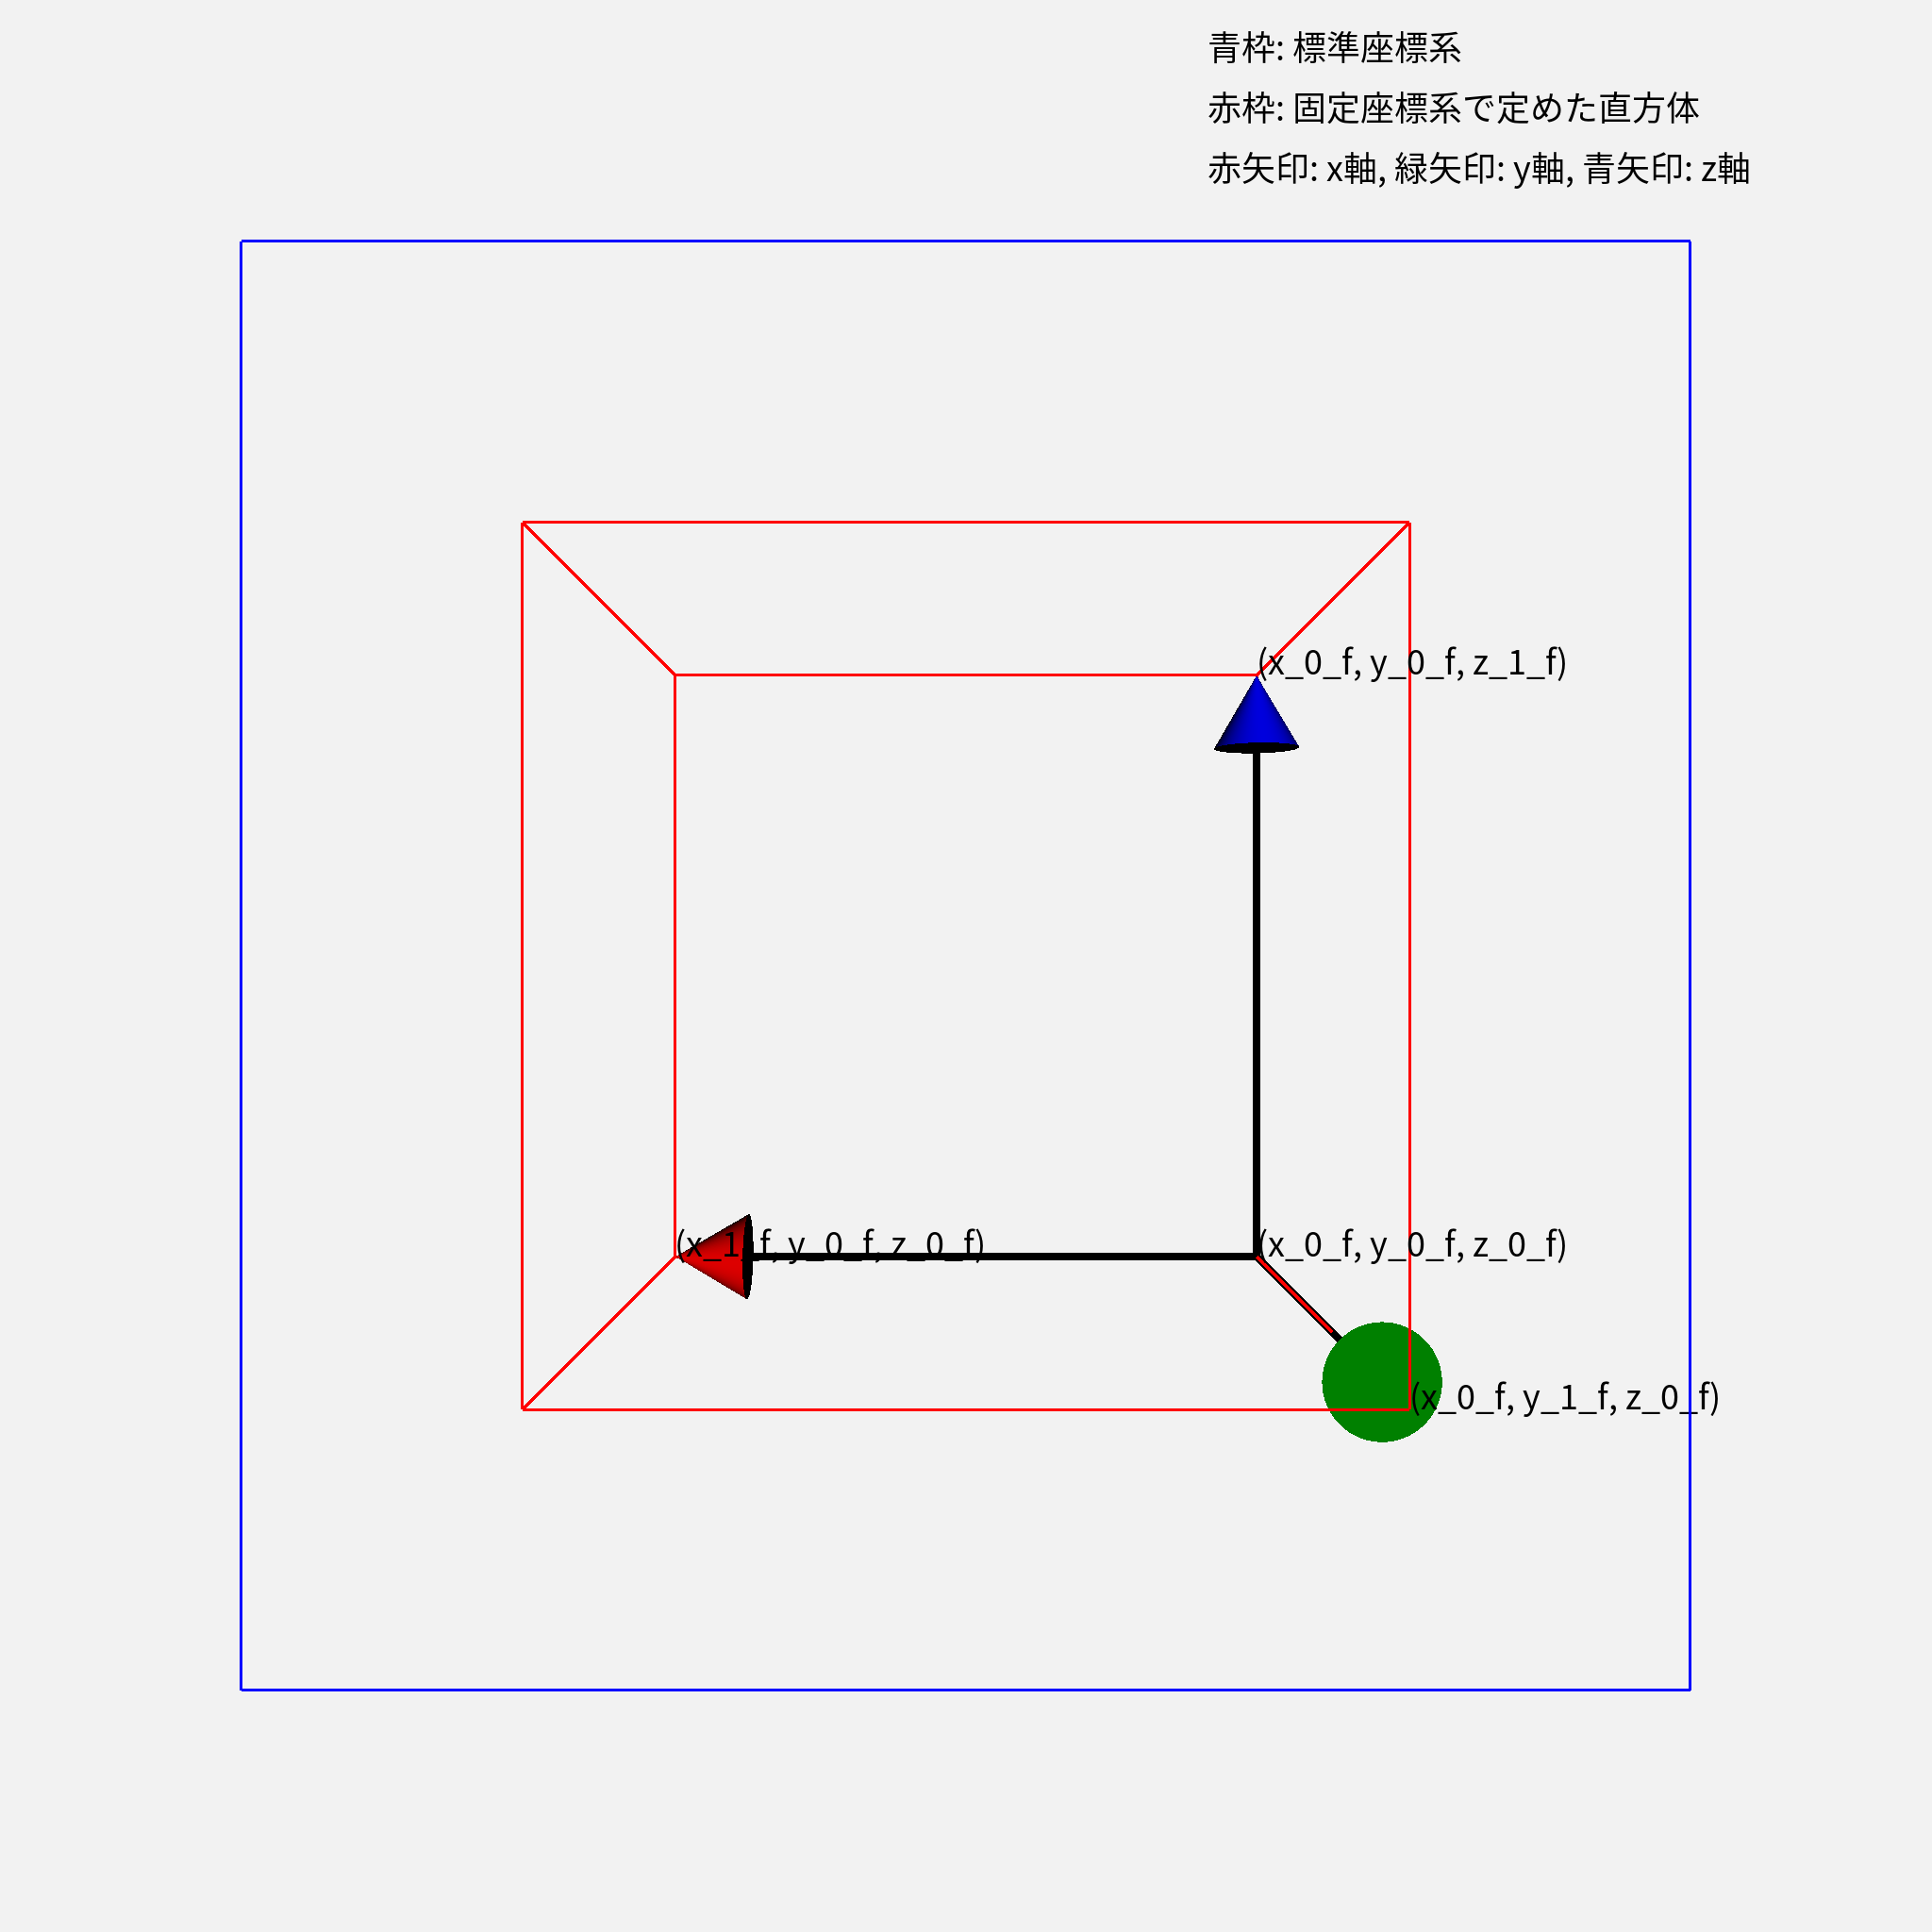 青枠: 標準座標系
赤枠: 固定座標系で定めた直方体
赤矢印: x軸, 緑矢印: y軸, 青矢印: z軸
(x_0_f, y_0_f, z_1_f)
(x_1_f, y_0_f, z_0_f)
(x_0_f, y_0_f, z_0_f)
(x_0_f, y_1_f, z_0_f)